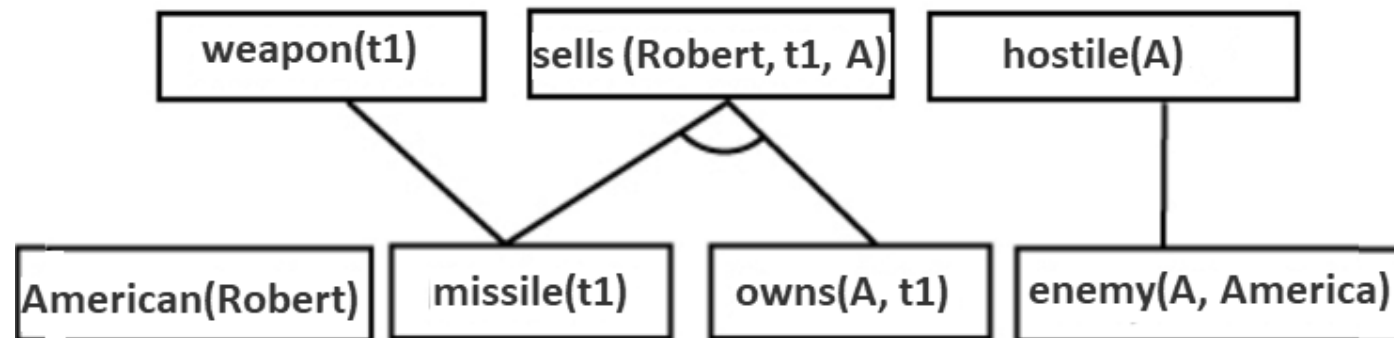 weapon(t1)
sells (Robert, t1, A)
hostile(A)
American(Robert)
missile(t1)
owns(A, t1)
enemy(A, America)